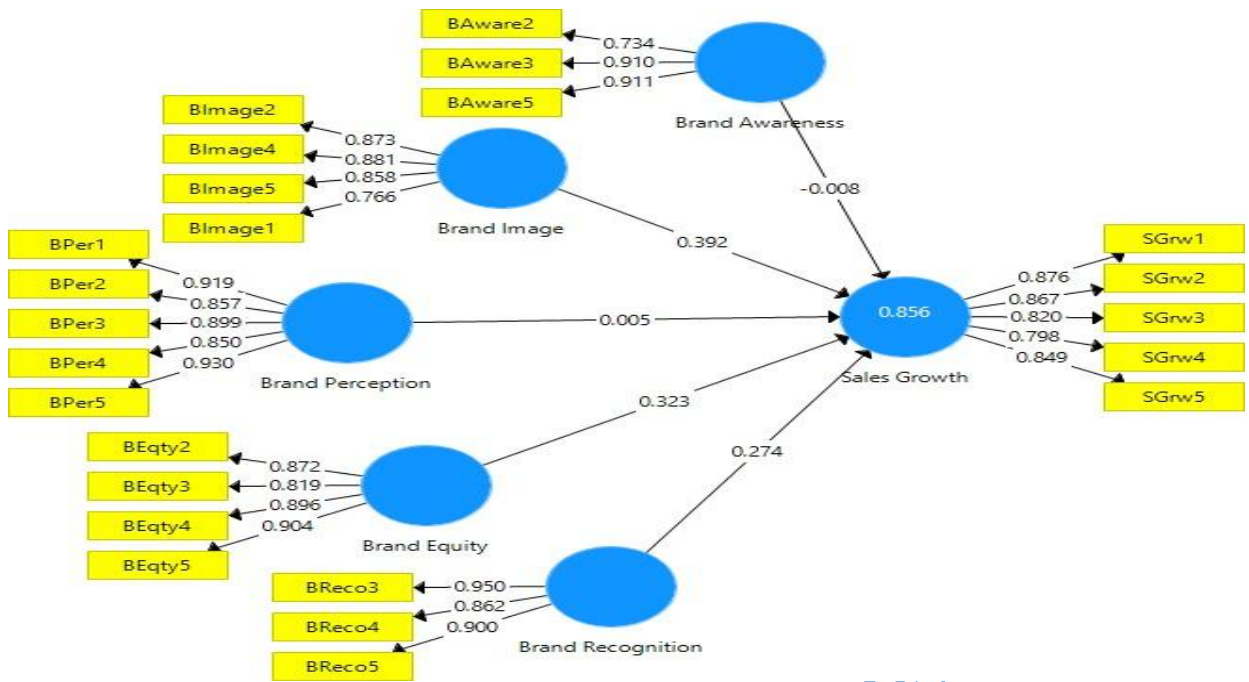 BAware2
0.734
BAware3
0.910
BAware5
0.911
Brand Awareness
BImage2
0.873
BImage4
0.881
BImage5
0.858
BImage1
0.766
Brand Image
-0.008
0.392
BPer1
0.919
BPer2
0.857
BPer3
0.899
BPer4
0.850
BPer5
0.930
Brand Perception
0.005
0.856
Sales Growth
SGrw1
0.876
SGrw2
0.867
SGrw3
0.820
SGrw4
0.798
SGrw5
0.849
BEqty2
0.872
BEqty3
0.819
BEqty4
0.896
BEqty5
0.904
Brand Equity
0.323
0.274
BReco3
0.950
BReco4
0.862
BReco5
0.900
Brand Recognition